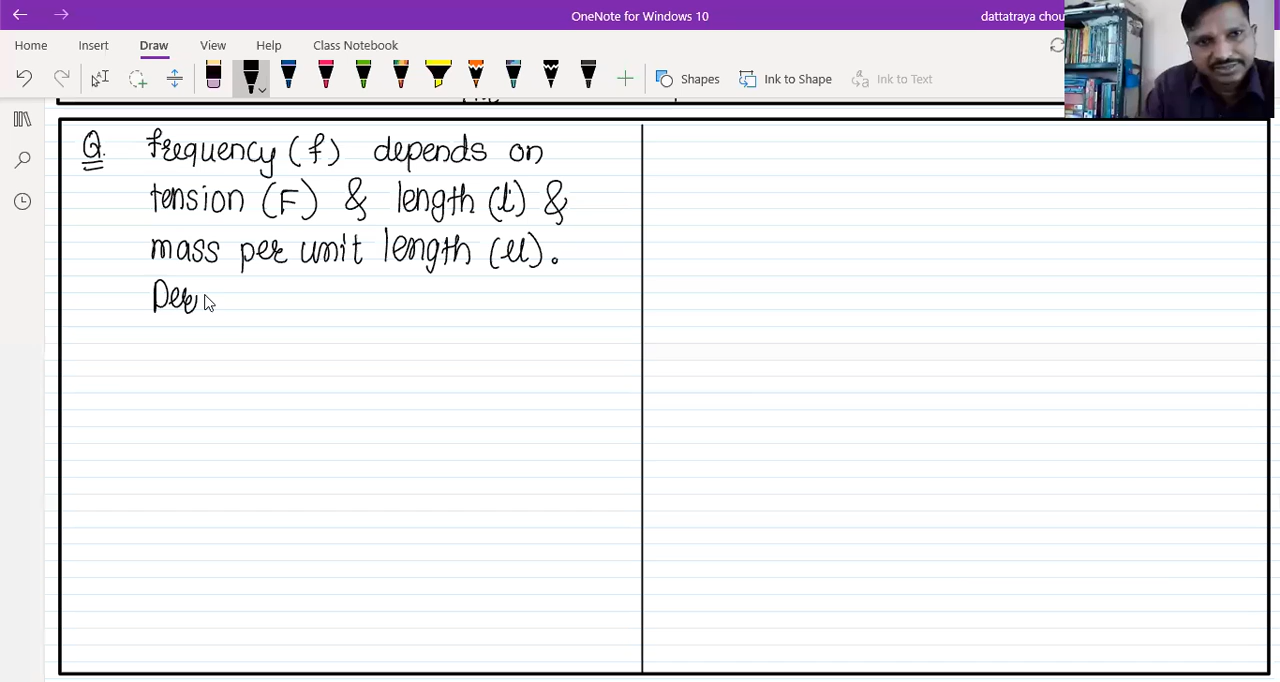 OneNote for Windows 10
dattatraya chou
Home Insert Draw View Help Class Notebook
Shapes Ink to Shape Ink to Text
Q. frequency (f) depends on
tension (F) & length (l) &
mass per unit length (u).
Der